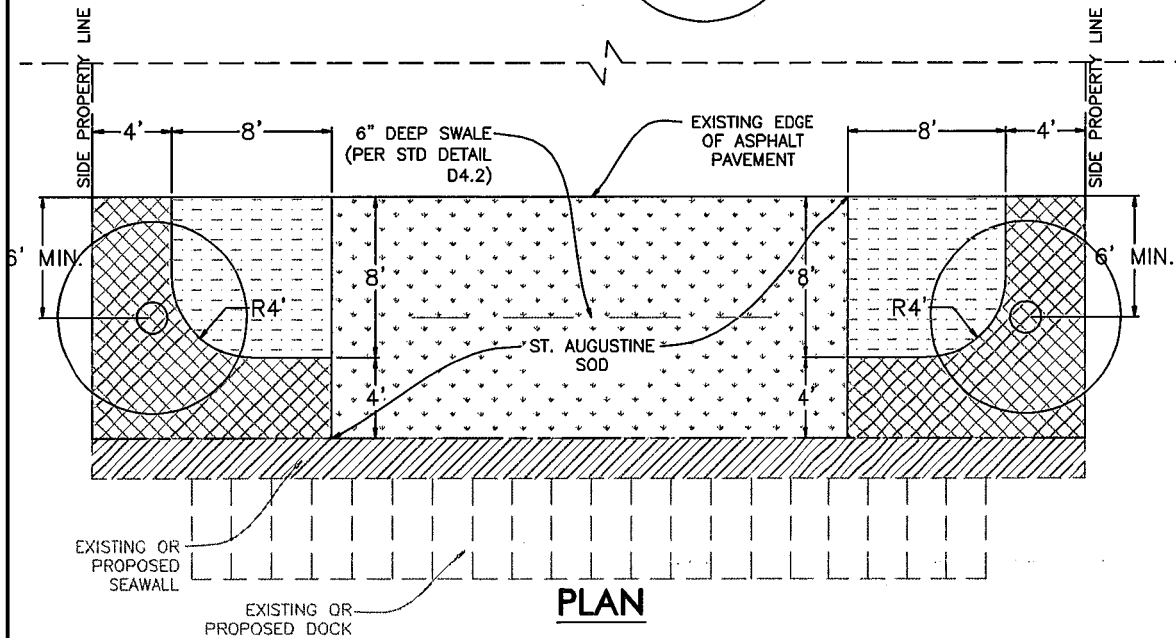 SIDE PROPERTY LINE
SIDE PROPERTY LINE
4'
8'
6" DEEP SWALE
(PER STD DETAIL
D4.2)
EXISTING EDGE
OF ASPHALT
PAVEMENT
8'
4'
6' MIN.
R4'
8'
4'
ST. AUGUSTINE
SOD
8'
4'
R4'
6' MIN.
EXISTING OR
PROPOSED
SEAWALL
EXISTING OR
PROPOSED DOCK
PLAN